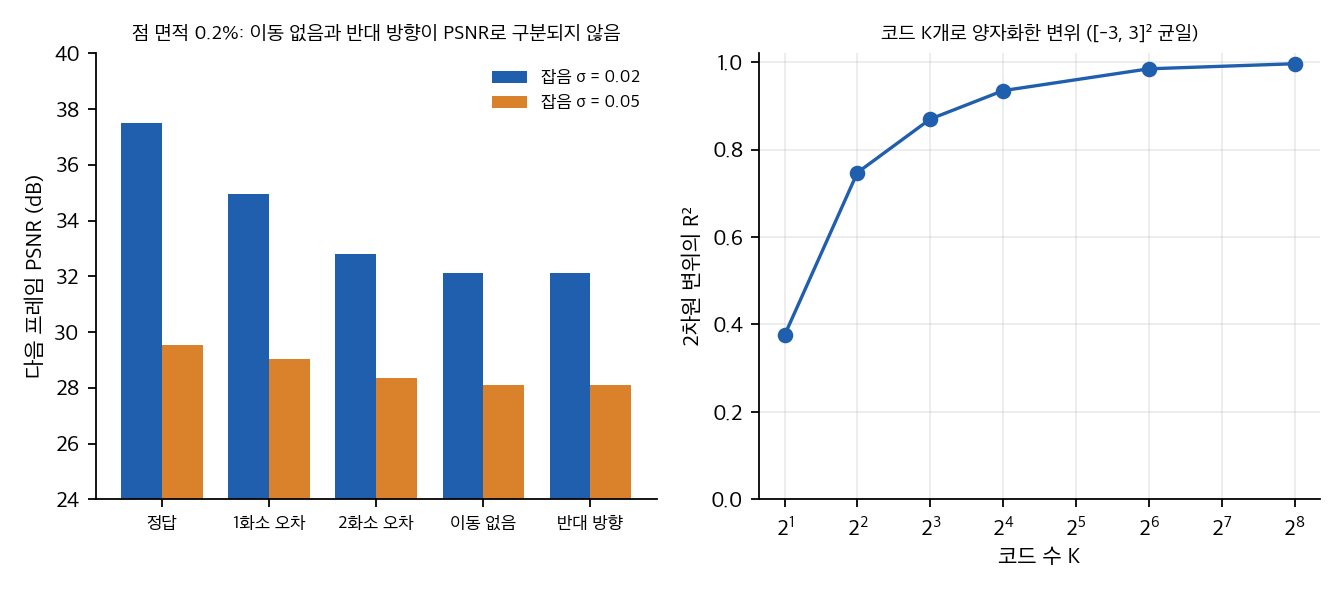 점 면적 0.2%: 이동 없음과 반대 방향이 PSNR로 구분되지 않음
잡음 σ = 0.02
잡음 σ = 0.05
다음 프레임 PSNR (dB)
40
38
36
34
32
30
28
26
24
정답
1화소 오차
2화소 오차
이동 없음
반대 방향
코드 K개로 양자화한 변위 ([–3, 3]² 균일)
2차원 변위의 R²
1.0
0.8
0.6
0.4
0.2
0.0
2¹
2²
2³
2⁴
2⁵
2⁶
2⁷
2⁸
코드 수 K